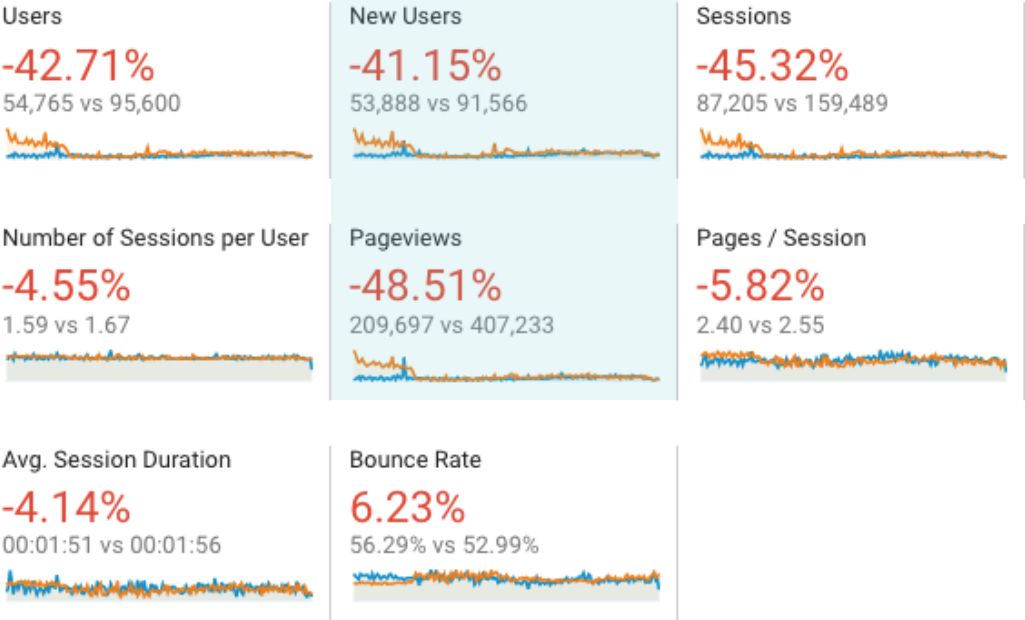 Users
-42.71%
54,765 vs 95,600
New Users
-41.15%
53,888 vs 91,566
Sessions
-45.32%
87,205 vs 159,489
Number of Sessions per User
-4.55%
1.59 vs 1.67
Pageviews
-48.51%
209,697 vs 407,233
Pages / Session
-5.82%
2.40 vs 2.55
Avg. Session Duration
-4.14%
00:01:51 vs 00:01:56
Bounce Rate
6.23%
56.29% vs 52.99%